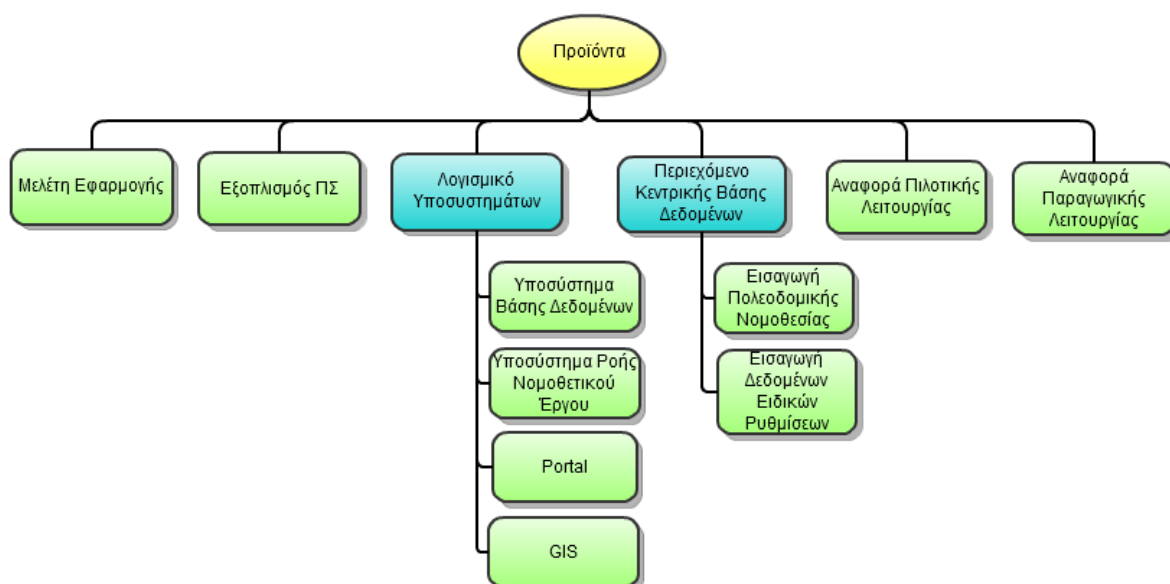 Προϊόντα
Μελέτη Εφαρμογής
Εξοπλισμός ΠΣ
Λογισμικό
Υποσυστημάτων
Περιεχόμενο
Κεντρικής Βάσης
Δεδομένων
Αναφορά Πιλοτικής
Λειτουργίας
Αναφορά
Παραγωγικής
Λειτουργίας
Υποσύστημα
Βάσης Δεδομένων
Υποσύστημα Ροής
Νομοθετικού
Έργου
Portal
GIS
Εισαγωγή
Πολεοδομικής
Νομοθεσίας
Εισαγωγή
Δεδομένων
Ειδικών
Ρυθμίσεων